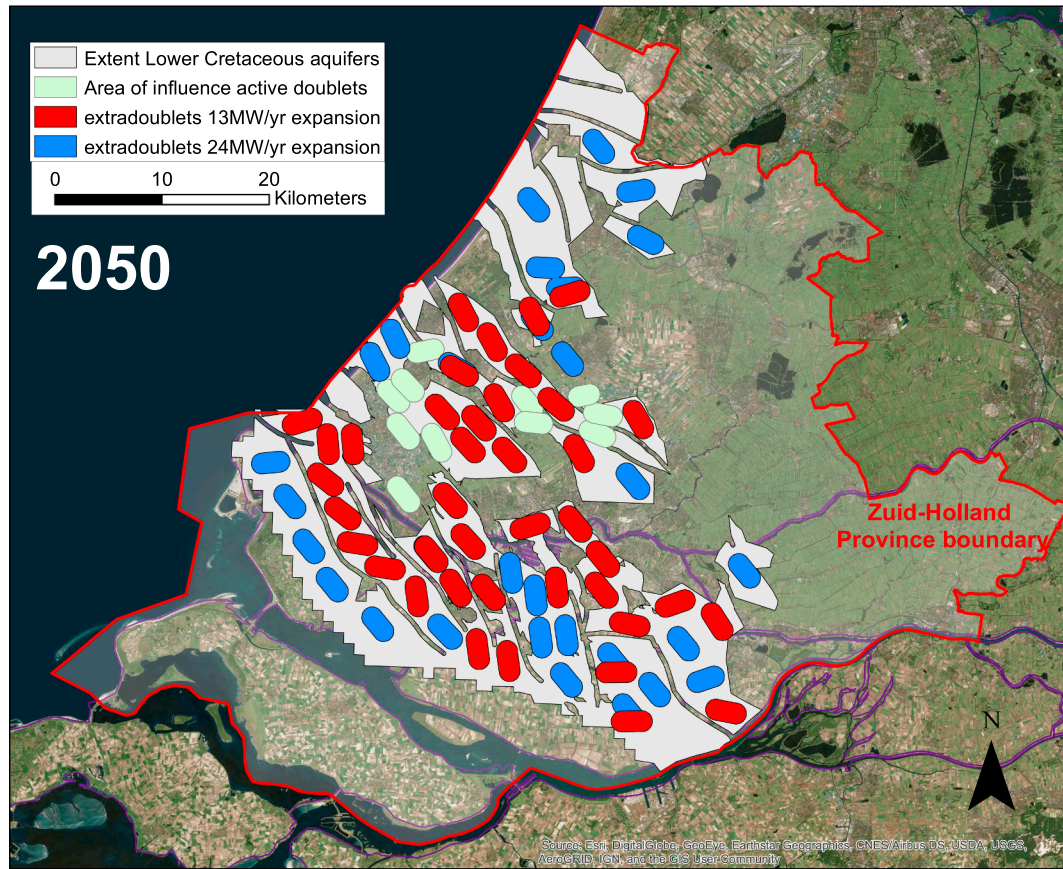 Extent Lower Cretaceous aquifers
Area of influence active doublets
extradoublets 13MW/yr expansion
extradoublets 24MW/yr expansion
0 10 20
Kilometers
2050
Zuid-Holland
Province boundary
N
Source: Esri, DigitalGlobe, GeoEye, Earthstar Geographics, CNES/Airbus DS, USDA, USGS,
AeroGRID, IGN, and the GIS User Community